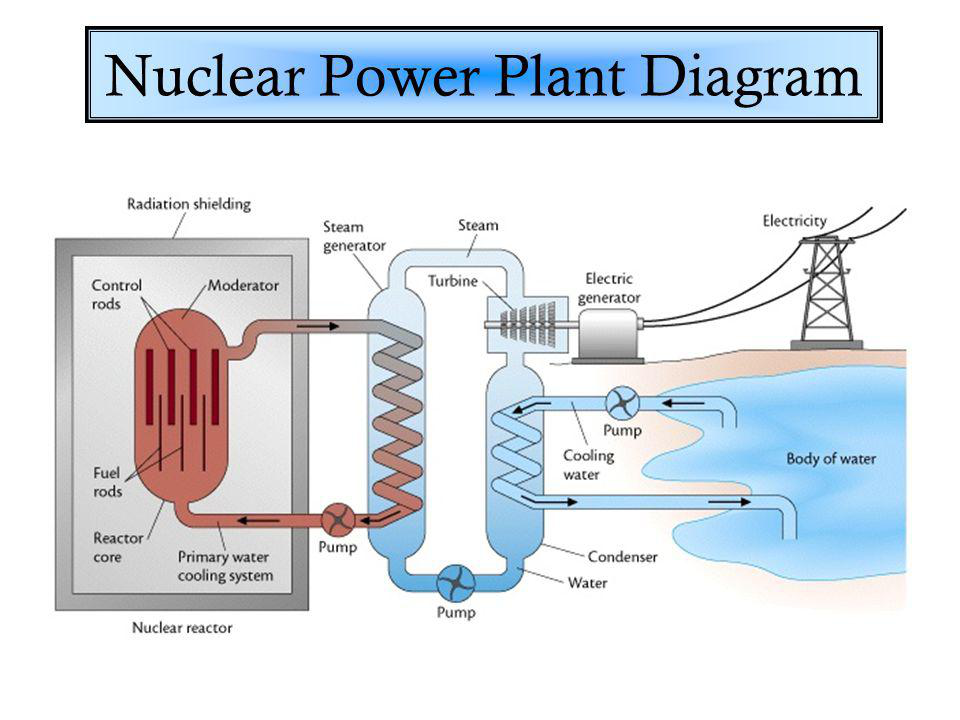 Nuclear Power Plant Diagram
Radiation shielding
Steam
generator
Steam
Electricity
Control
rods
Moderator
Turbine
Electric
generator
Pump
Cooling
water
Body of water
Fuel
rods
Reactor
core
Primary water
cooling system
Pump
Condenser
Water
Pump
Nuclear reactor